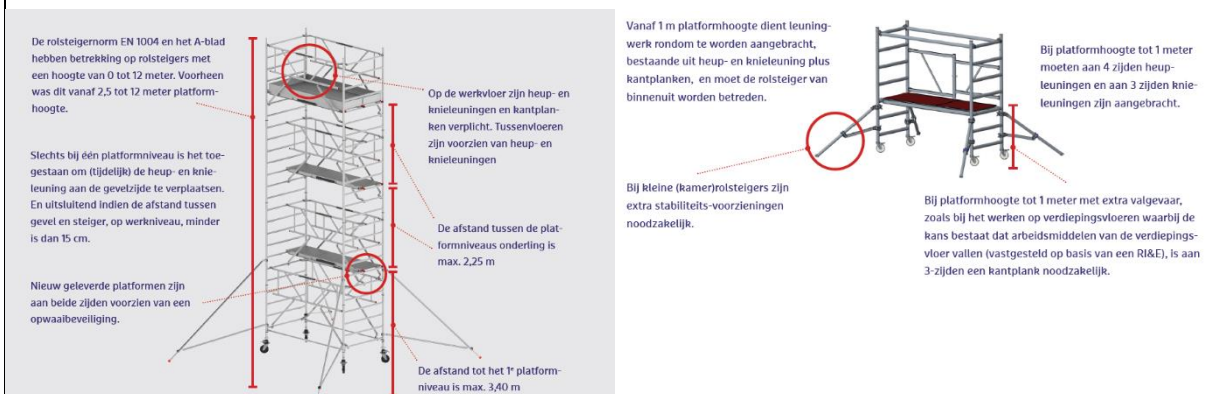 De rolsteigernorm EN 1004 en het A-blad
hebben betrekking op rolsteigers met
een hoogte van 0 tot 12 meter. Voorheen
was dit vanaf 2,5 tot 12 meter platform-
hoogte.
Slechts bij één platformniveau is het toe-
gestaan om (tijdelijk) de heup- en knie-
leuning aan de gevelzijde te verplaatsen.
En uitsluitend indien de afstand tussen
gevel en steiger, op werkniveau, minder
is dan 15 cm.
Nieuw geleverde platformen zijn
aan beide zijden voorzien van een
opwaaibeveiliging.
Op de werkvloer zijn heup- en
knieleuningen en kantplan-
ken verplicht. Tussenvloeren
zijn voorzien van heup- en
knieleuningen
De afstand tussen de plat-
formniveaus onderling is
max. 2,25 m
De afstand tot het 1e platform-
niveau is max. 3,40 m
Vanaf 1 m platformhoogte dient leuning-
werk rondom te worden aangebracht,
bestaande uit heup- en knieleuning plus
kantplanken, en moet de rolsteiger van
binnenuit worden betreden.
Bij kleine (kamer)rolsteigers zijn
extra stabiliteits-voorzieningen
noodzakelijk.
Bij platformhoogte tot 1 meter
moeten aan 4 zijden heup-
leuningen en aan 3 zijden knie-
leuningen zijn aangebracht.
Bij platformhoogte tot 1 meter met extra valgevaar,
zoals bij het werken op verdiepingsvloeren waarbij de
kans bestaat dat arbeidsmiddelen van de verdiepings-
vloer vallen (vastgesteld op basis van een RI&E), is aan
3-zijden een kantplank noodzakelijk.